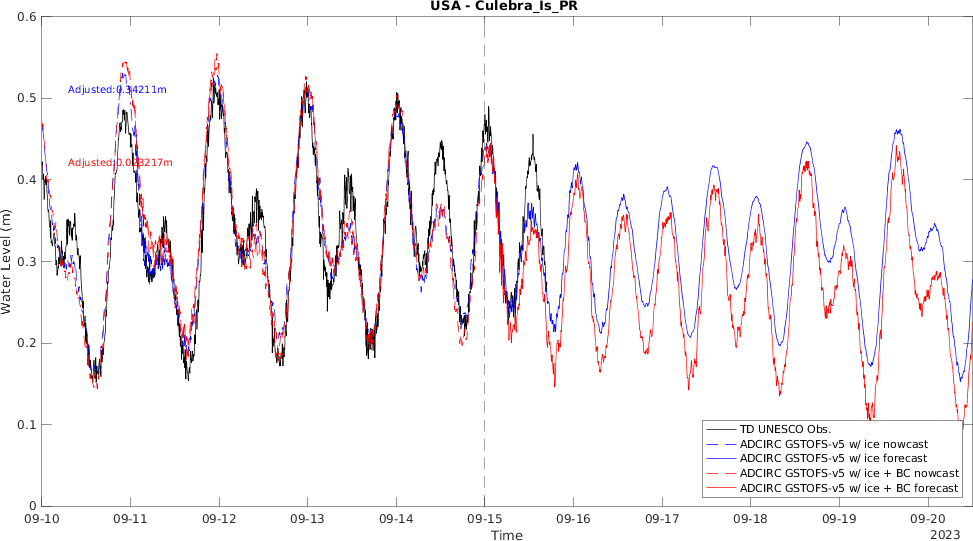 USA - Culebra_Is_PR
Water Level (m)
0.6
0.5
0.4
0.3
0.2
0.1
0
Adjusted:0.34211m
Adjusted:0.023217m
TD UNESCO Obs.
ADCIRC GSTOFS-v5 w/ ice nowcast
ADCIRC GSTOFS-v5 w/ ice forecast
ADCIRC GSTOFS-v5 w/ ice + BC nowcast
ADCIRC GSTOFS-v5 w/ ice + BC forecast
09-10 09-11 09-12 09-13 09-14 09-15 09-16 09-17 09-18 09-19 09-20
2023
Time